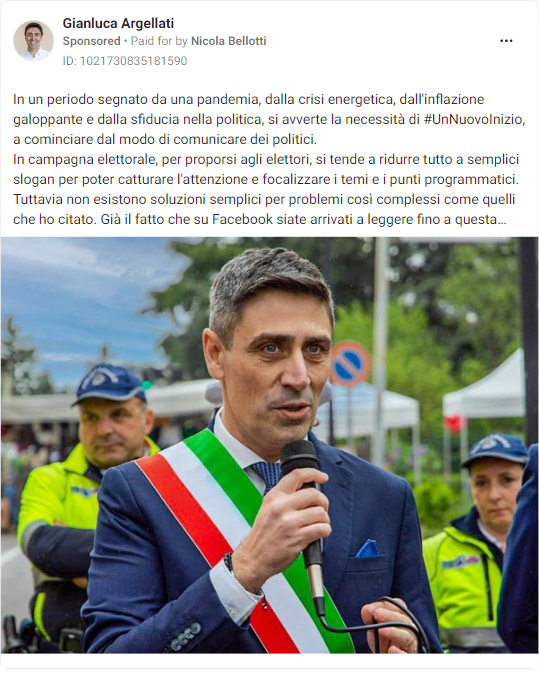 Gianluca Argellati
Sponsored • Paid for by Nicola Bellotti
ID: 1021730835181590
In un periodo segnato da una pandemia, dalla crisi energetica, dall'inflazione
galoppante e dalla sfiducia nella politica, si avverte la necessità di #UnNuovoInizio,
a cominciare dal modo di comunicare dei politici.
In campagna elettorale, per proporsi agli elettori, si tende a ridurre tutto a semplici
slogan per poter catturare l'attenzione e focalizzare i temi e i punti programmatici.
Tuttavia non esistono soluzioni semplici per problemi così complessi come quelli
che ho citato. Già il fatto che su Facebook siate arrivati a leggere fino a questa...